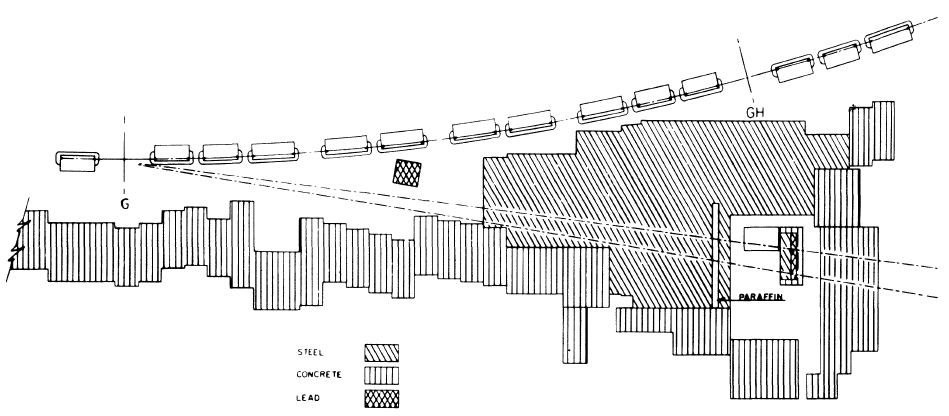 GH
G
PARAFFIN
STEEL
CONCRETE
LEAD